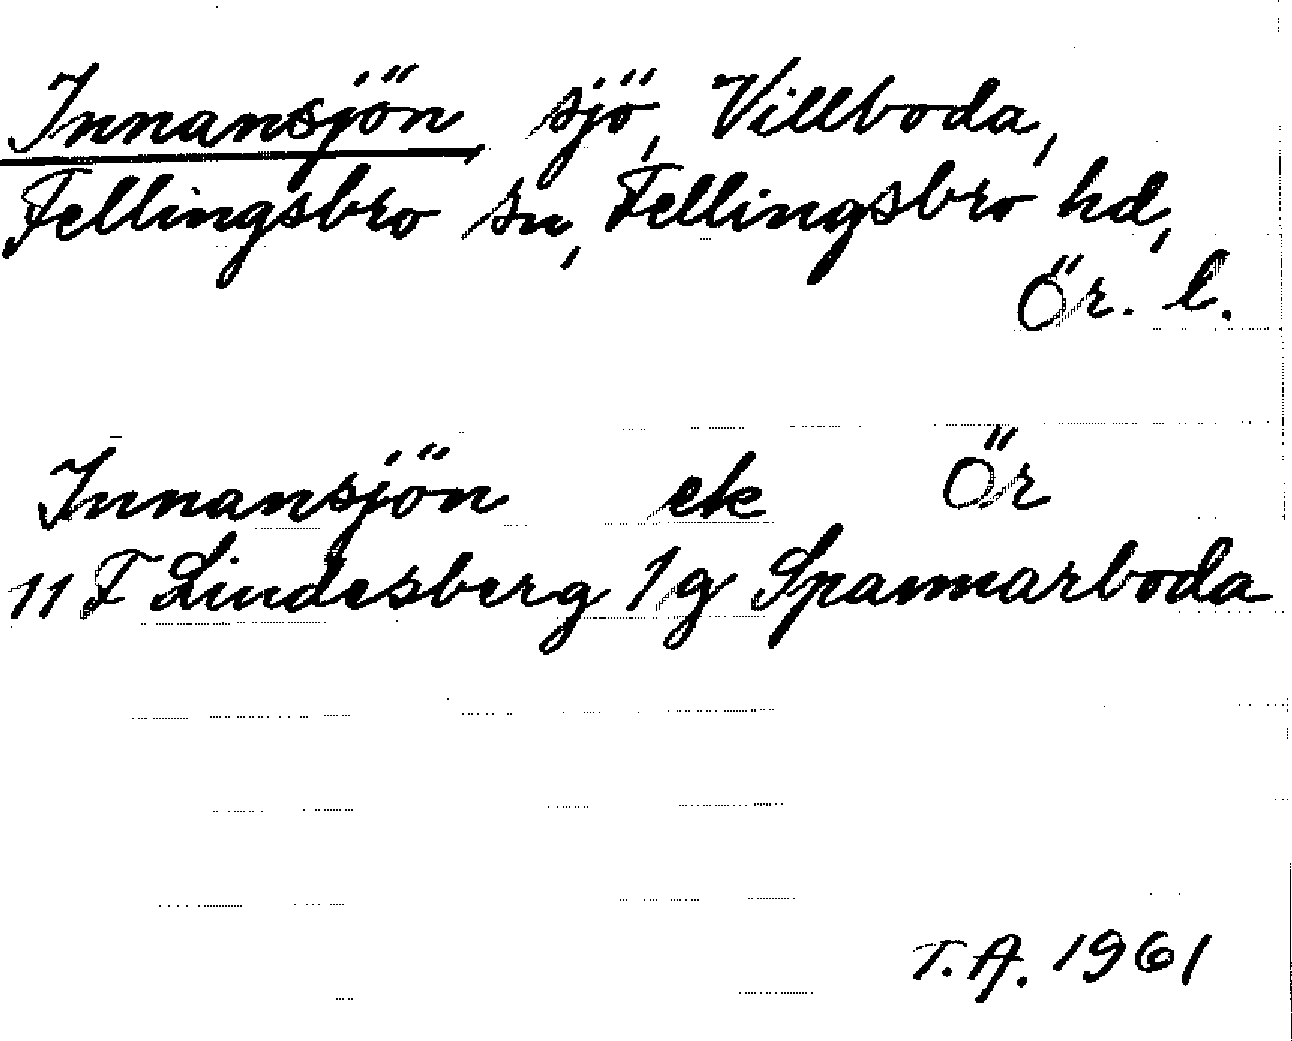 Innansjön sjö, Villboda,
Fellingsbro sn, Fellingsbro hd,
Ör. l.
Innansjön ek Ör
11 F Lindesberg 1 g Spannarboda
T.A. 1961